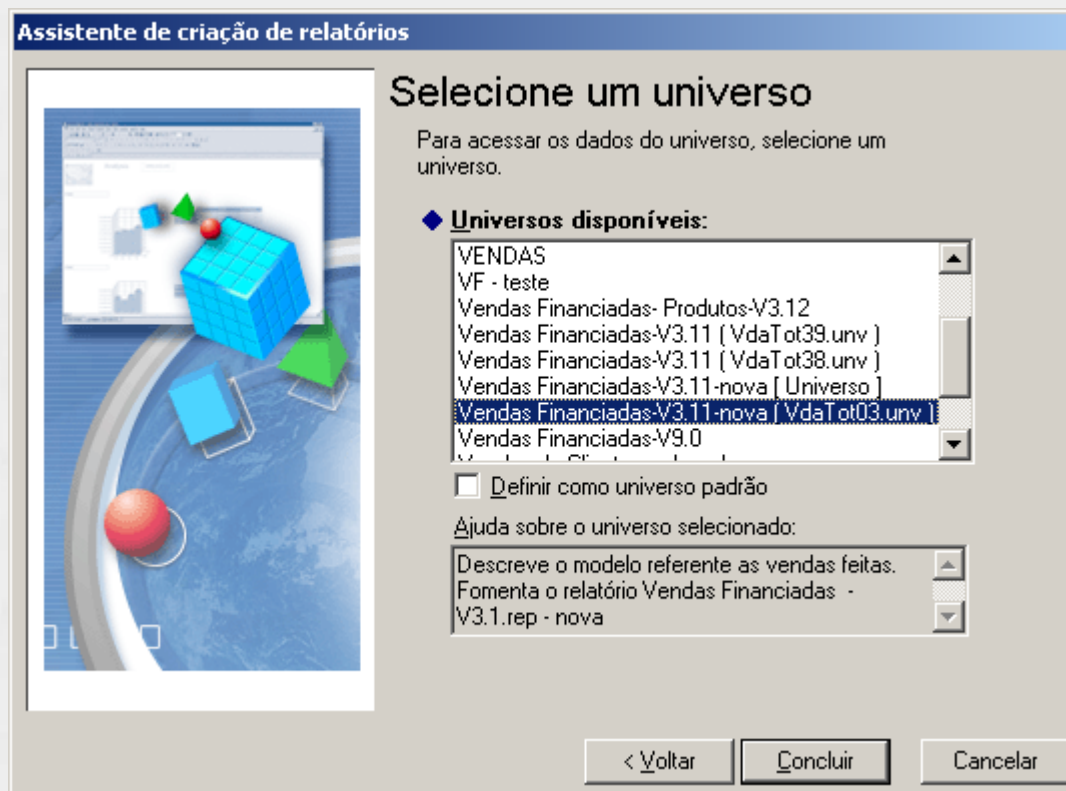 Assistente de criação de relatórios
Selecione um universo
Para acessar os dados do universo, selecione um
universo.
Universos disponíveis:
VENDAS
VF - teste
Vendas Financiadas- Produtos-V3.12
Vendas Financiadas-V3.11 ( VdaTot39.unv )
Vendas Financiadas-V3.11 ( VdaTot38.unv )
Vendas Financiadas-V3.11-nova [ Universo ]
Vendas Financiadas-V3.11-nova [ VdaTot03.unv ]
Vendas Financiadas-V9.0
Definir como universo padrão
Ajuda sobre o universo selecionado:
Descreve o modelo referente as vendas feitas.
Fomenta o relatório Vendas Financiadas -
V3.1.rep - nova
< Voltar Concluir Cancelar